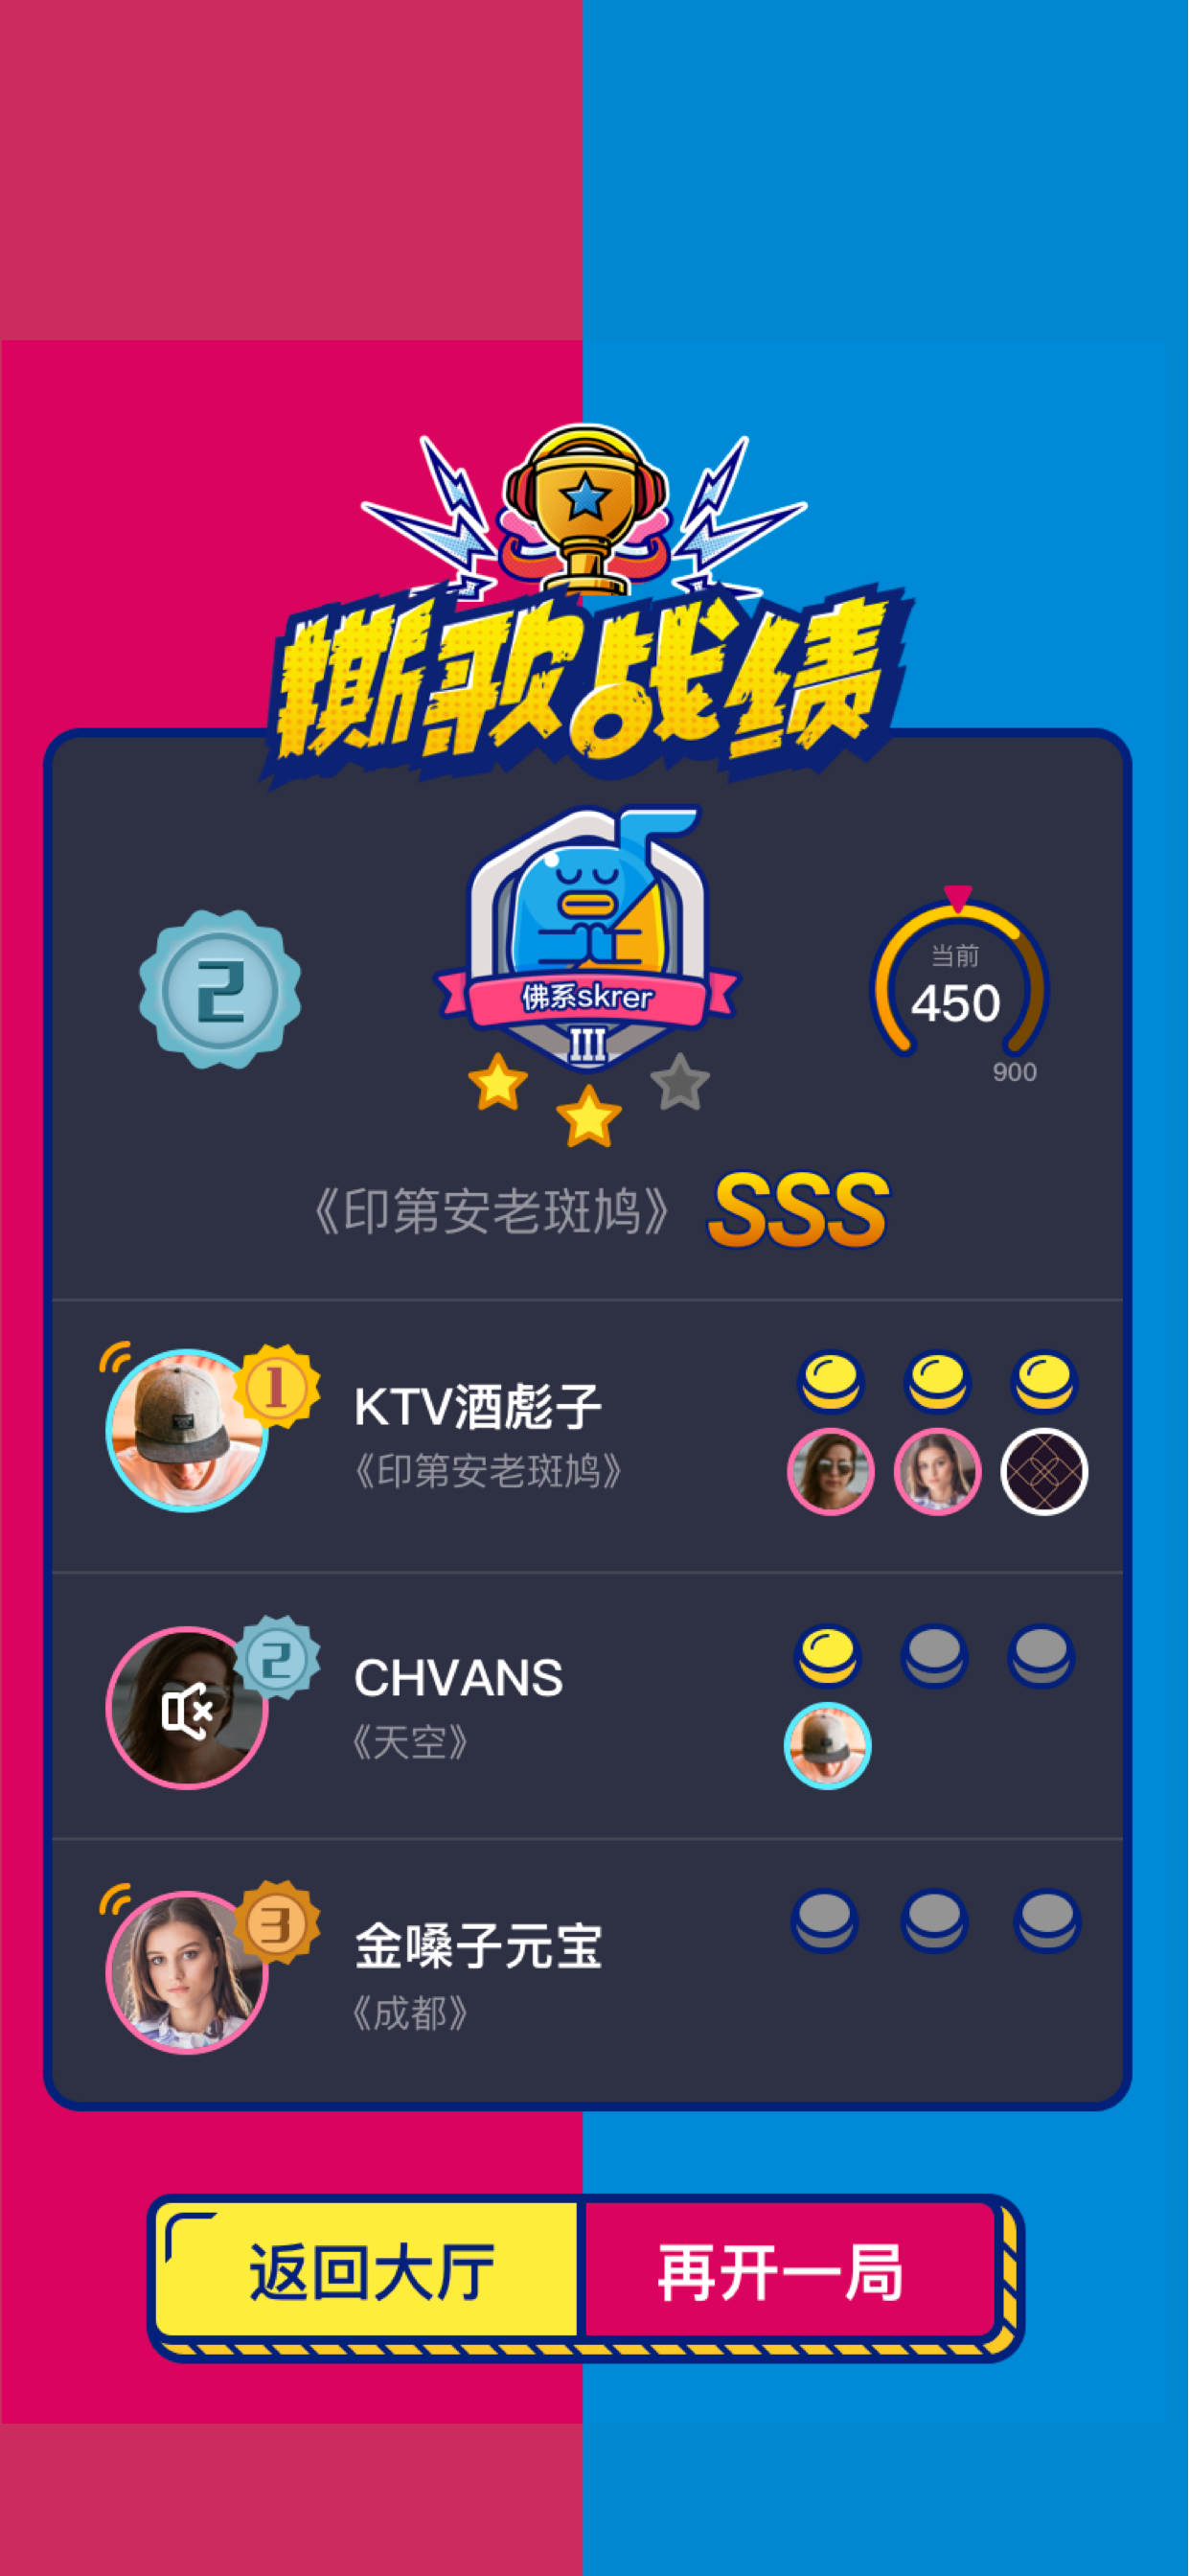 撕歌战绩
2
佛系skrer
III
当前
450
900
《印第安老斑鸠》 SSS
1
KTV酒彪子
《印第安老斑鸠》
2
CHVANS
《天空》
3
金嗓子元宝
《成都》
返回大厅
再开一局